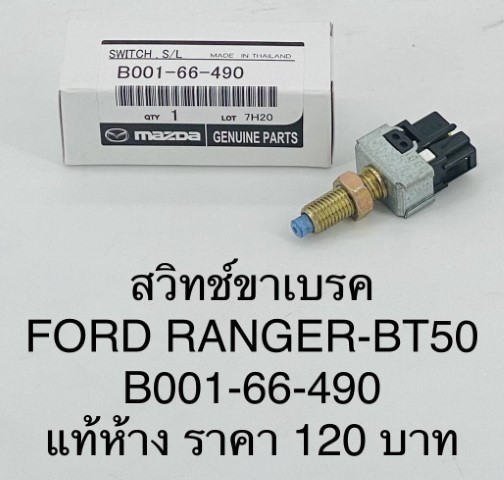 SWITCH, S/L MADE IN THAILAND
B001-66-490
QTY 1 LOT 7H20
mazda GENUINE PARTS
สวิทช์ขาเบรค
FORD RANGER-BT50
B001-66-490
แท้ห้าง ราคา 120 บาท